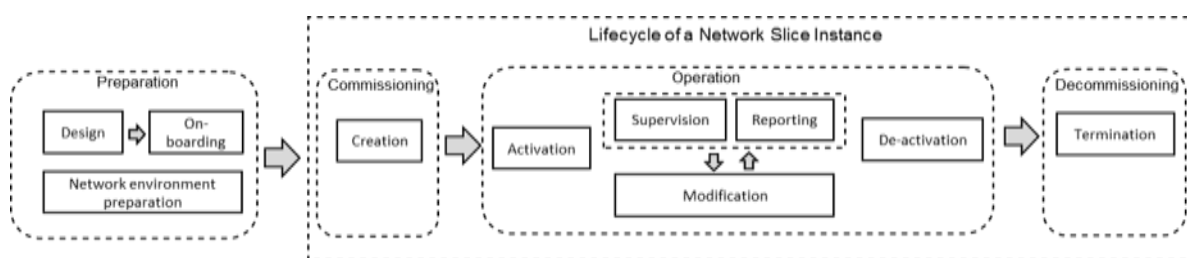 Lifecycle of a Network Slice Instance
Preparation
Design
On-
boarding
Network environment
preparation
Commissioning
Creation
Operation
Activation
Supervision
Reporting
Modification
De-activation
Decommissioning
Termination